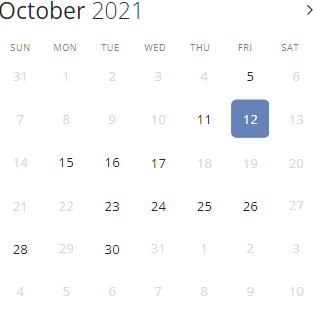 October 2021
SUN MON TUE WED THU FRI SAT
31 1 2 3 4 5 6
7 8 9 10 11 12 13
14 15 16 17 18 19 20
21 22 23 24 25 26 27
28 29 30 31 1 2 3
4 5 6 7 8 9 10